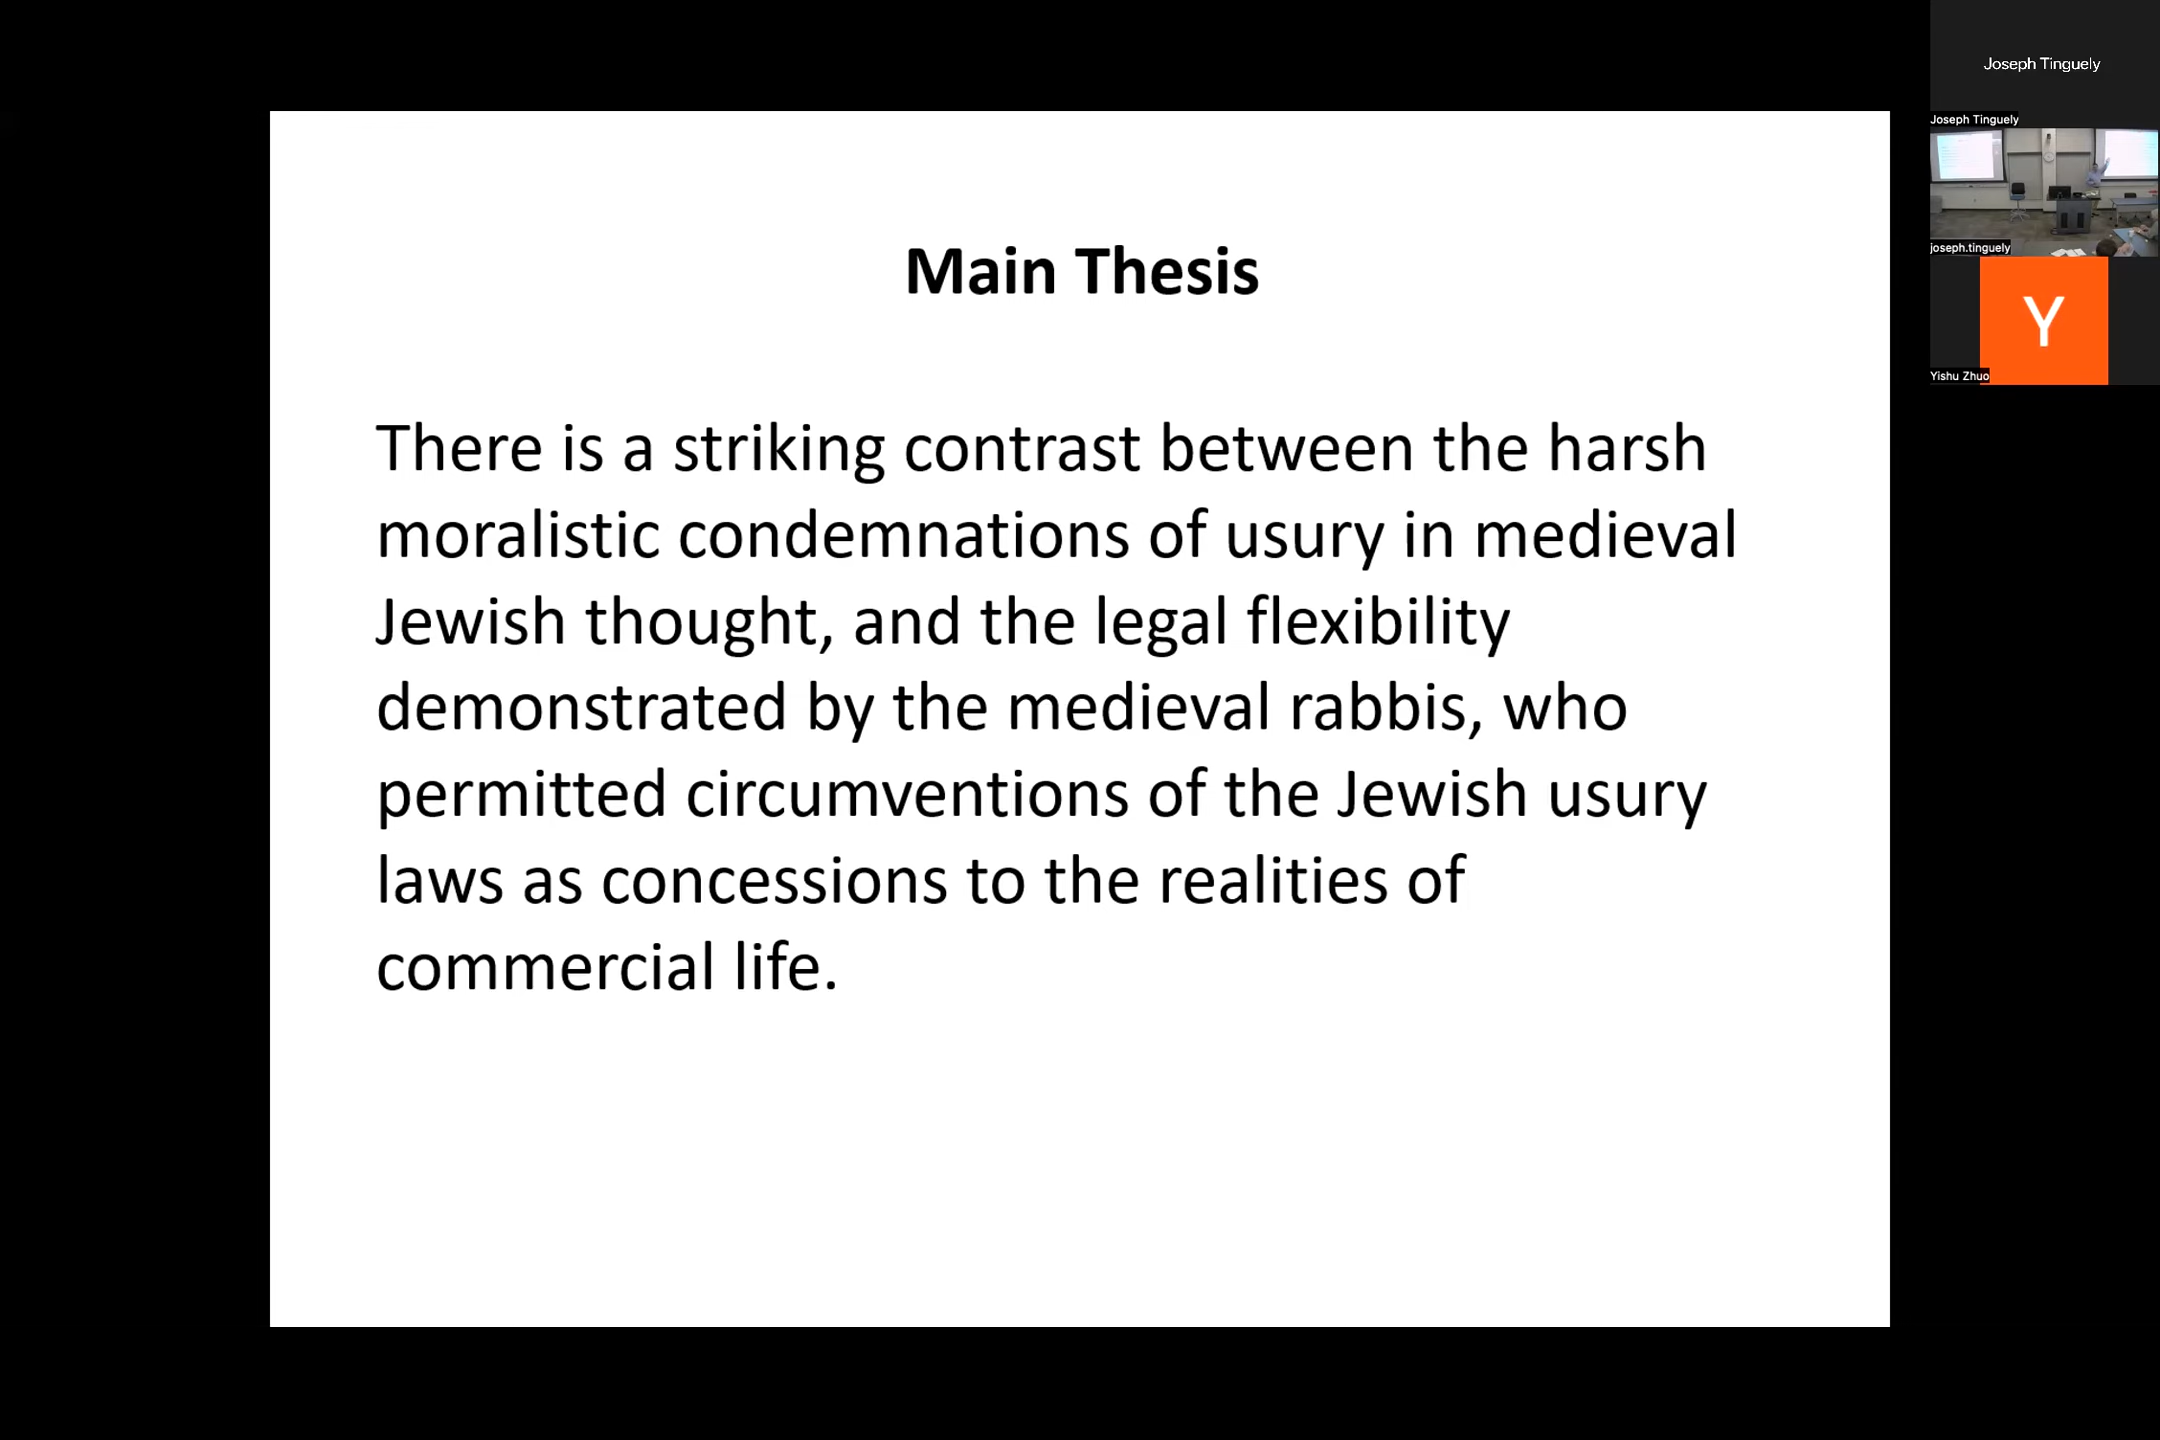 Main Thesis
There is a striking contrast between the harsh
moralistic condemnations of usury in medieval
Jewish thought, and the legal flexibility
demonstrated by the medieval rabbis, who
permitted circumventions of the Jewish usury
laws as concessions to the realities of
commercial life.
Joseph Tinguely
Joseph Tinguely
joseph.tinguely
Y
Yishu Zhuo